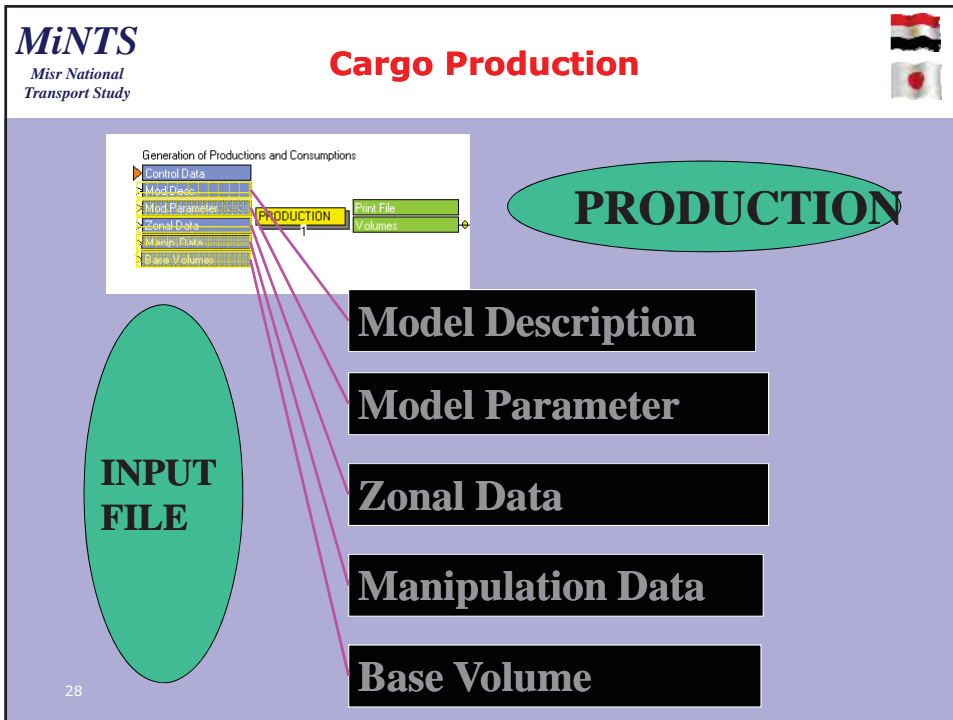 MiNTS
Misr National
Transport Study
Cargo Production
Generation of Productions and Consumptions
Control Data
Mod Desc.
Mod Parameter
Zonal Data
Manip. Data
Base Volumes
PRODUCTION
1
Print File
Volumes
PRODUCTION
INPUT
FILE
Model Description
Model Parameter
Zonal Data
Manipulation Data
Base Volume
28